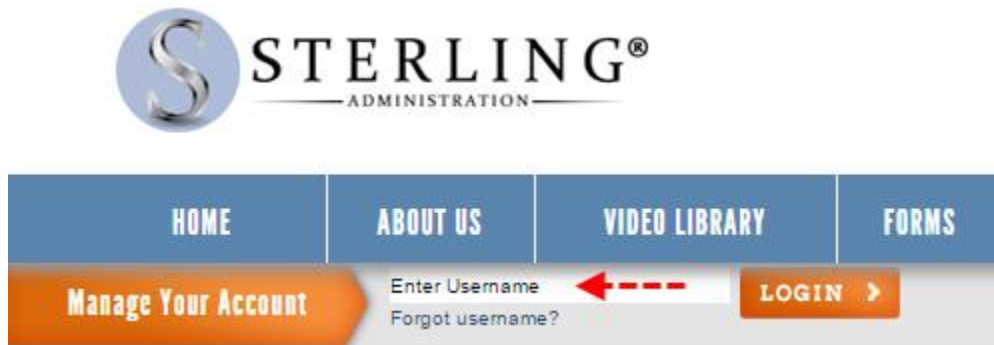 S STERLING®
ADMINISTRATION
HOME ABOUT US VIDEO LIBRARY FORMS
Manage Your Account Enter Username LOGIN >
Forgot username?